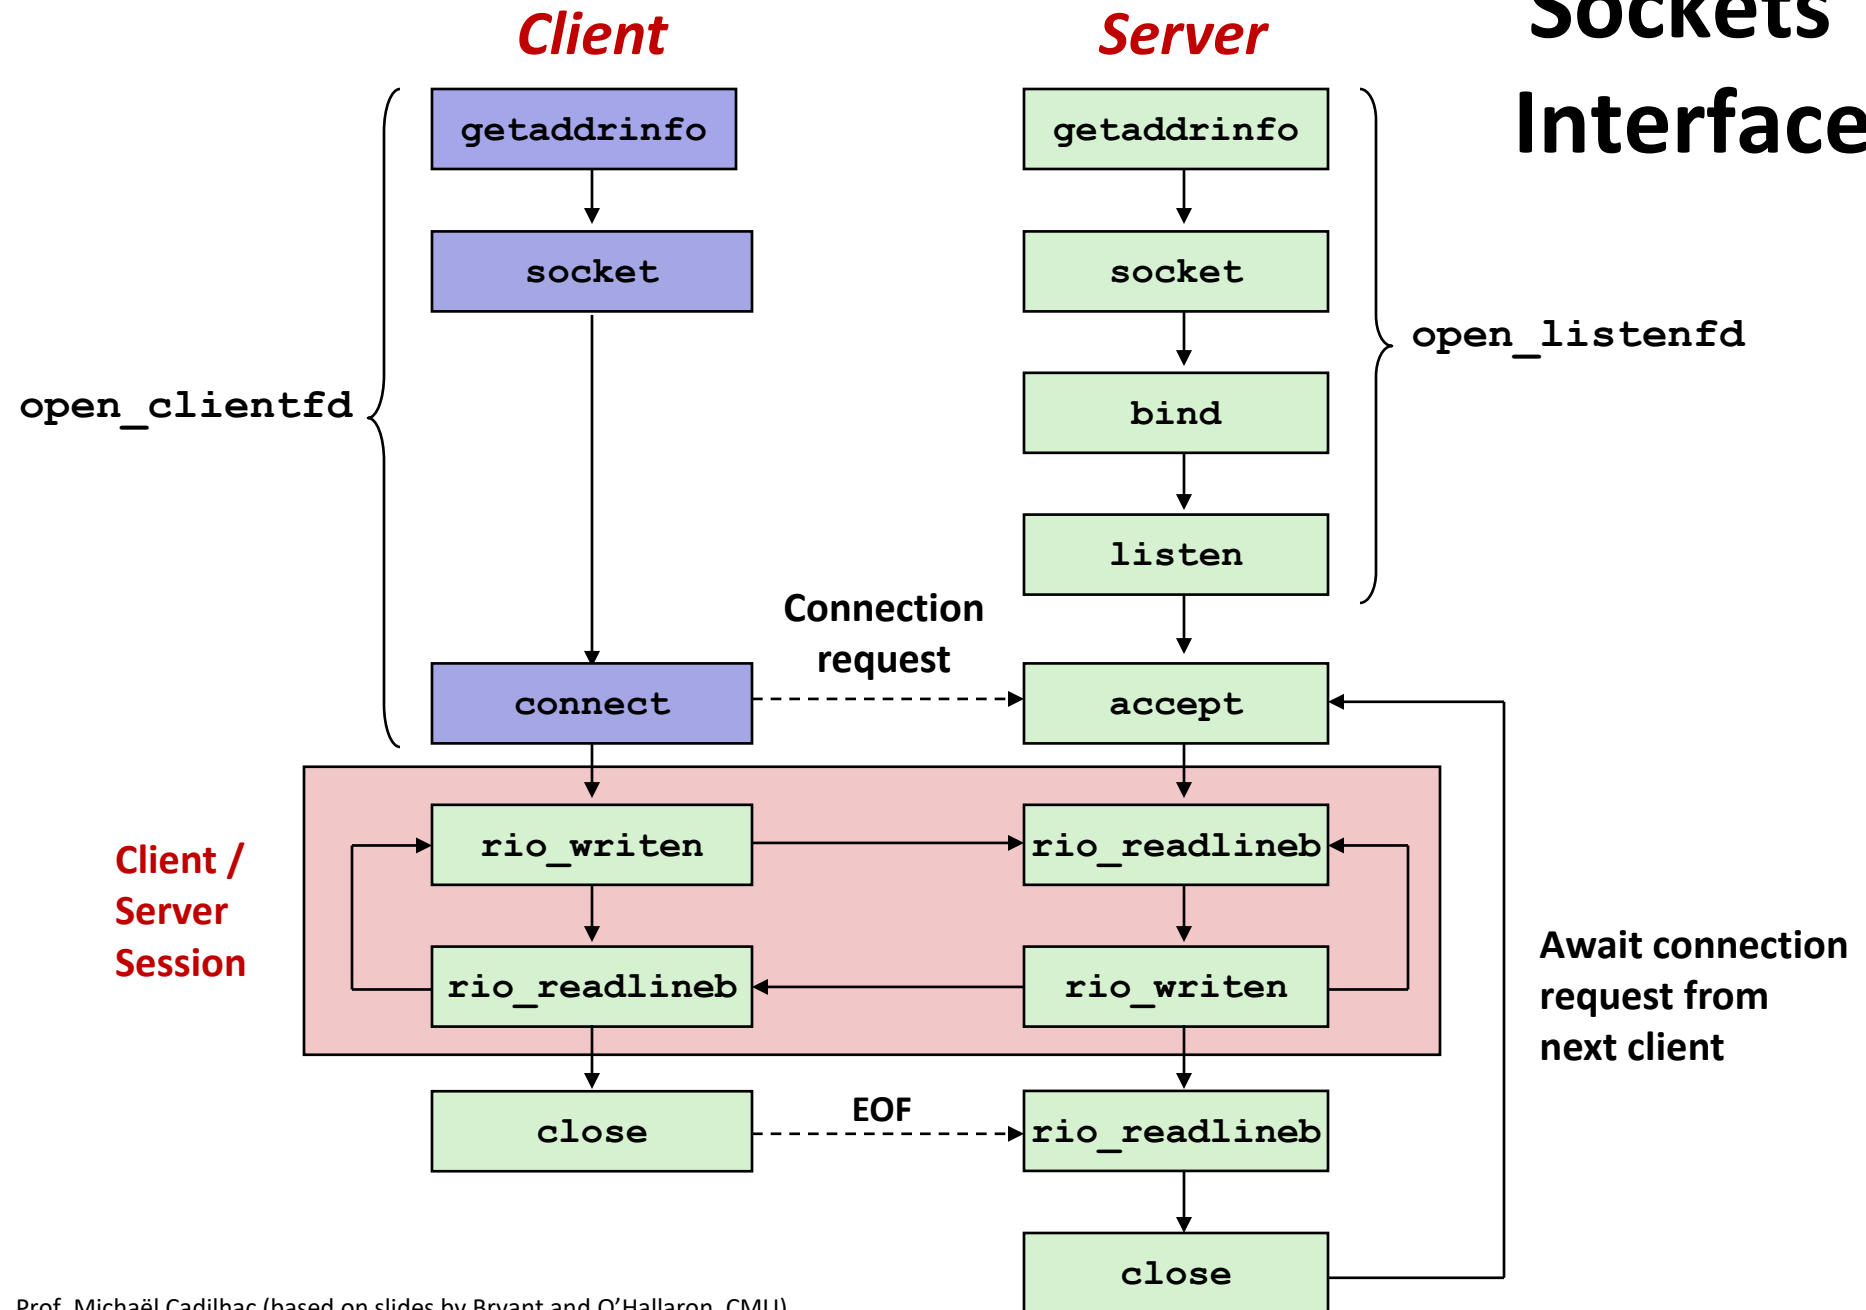 Sockets
Interface
Client
Server
getaddrinfo
getaddrinfo
socket
socket
open_listenfd
open_clientfd
bind
listen
Connection
request
connect
accept
Client /
Server
Session
rio_writen
rio_readlineb
rio_readlineb
rio_writen
Await connection
request from
next client
close
EOF
rio_readlineb
close
Prof. Michaël Cadilhac (based on slides by Bryant and O'Hallaron, CMU)